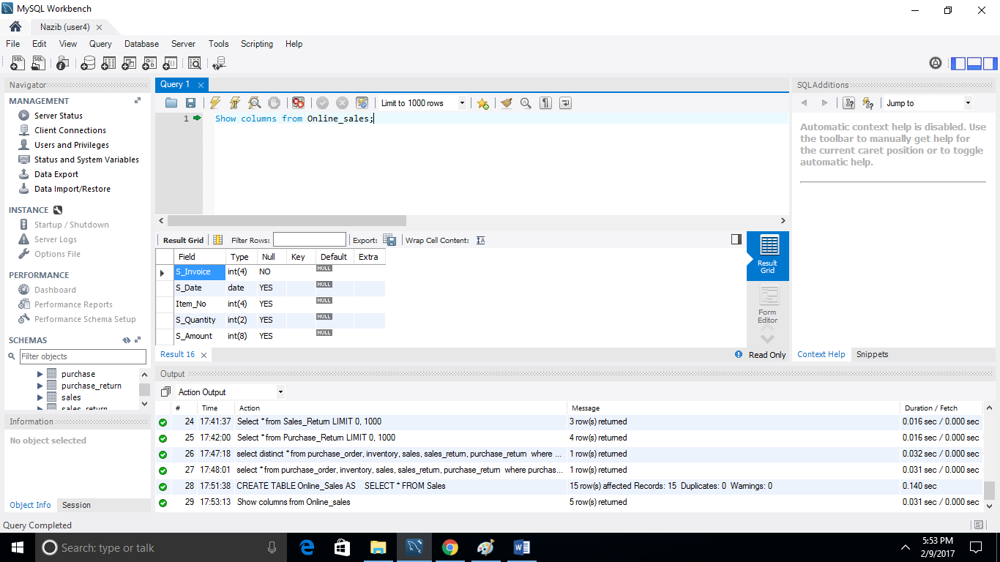 MySQL Workbench
Nazib (user4)
File Edit View Query Database Server Tools Scripting Help
Navigator
MANAGEMENT
Server Status
Client Connections
Users and Privileges
Status and System Variables
Data Export
Data Import/Restore
INSTANCE
Startup / Shutdown
Server Logs
Options File
PERFORMANCE
Dashboard
Performance Reports
Performance Schema Setup
SCHEMAS
Filter objects
purchase
purchase_return
sales
sales_return
Information
No object selected
Object Info Session
Query 1
Limit to 1000 rows
1 Show columns from Online_sales;
Result Grid Filter Rows: Export: Wrap Cell Content:
Field Type Null Key Default Extra
S_Invoice int(4) NO NULL
S_Date date YES NULL
Item_No int(4) YES NULL
S_Quantity int(2) YES NULL
S_Amount int(8) YES NULL
Result Grid
Form Editor
Result 16 Read Only
SQLAdditions
Jump to
Automatic context help is disabled. Use
the toolbar to manually get help for
the current caret position or to toggle
automatic help.
Context Help Snippets
Output
Action Output
# Time Action Message Duration / Fetch
24 17:41:37 Select * from Sales_Return LIMIT 0, 1000 3 row(s) returned 0.016 sec / 0.000 sec
25 17:42:00 Select * from Purchase_Return LIMIT 0, 1000 4 row(s) returned 0.016 sec / 0.000 sec
26 17:47:18 select distinct * from purchase_order, inventory, sales, sales_return, purchase_return where ... 1 row(s) returned 0.032 sec / 0.000 sec
27 17:48:01 select * from purchase_order, inventory, sales, sales_return, purchase_return where purchas... 1 row(s) returned 0.031 sec / 0.000 sec
28 17:51:38 CREATE TABLE Online_Sales AS SELECT * FROM Sales 15 row(s) affected Records: 15 Duplicates: 0 Warnings: 0 0.140 sec
29 17:53:13 Show columns from Online_sales 5 row(s) returned 0.031 sec / 0.000 sec
Query Completed
Search: type or talk
5:53 PM
2/9/2017